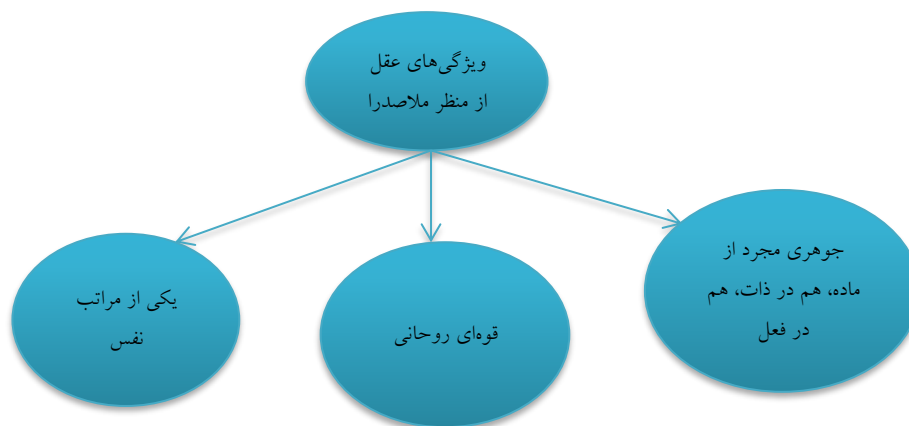 ویژگی‌های عقل
از منظر ملاصدرا
جوهری مجرد از
ماده، هم در ذات، هم
در فعل
قوه‌ای روحانی
یکی از مراتب
نفس